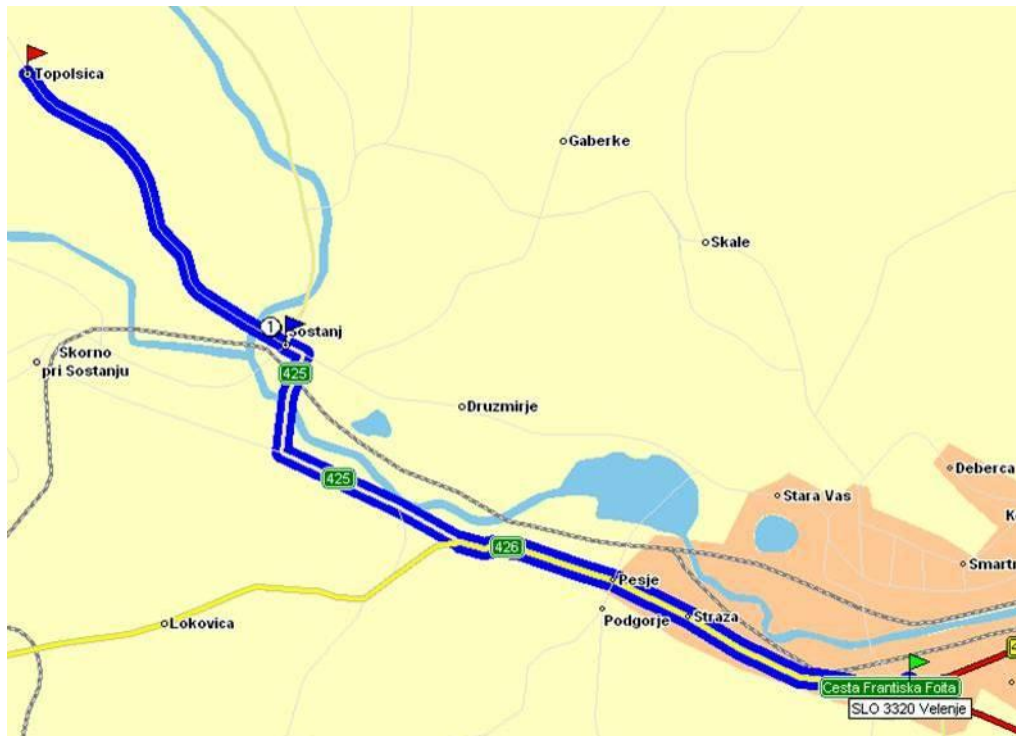 Topolsica
Gaberke
Skale
1
Sostanj
Skorno
pri Sostanju
425
Druzmirje
425
Deberca
Stara Vas
426
Smartn
Pesje
Podgorje
Straza
Lokovica
Cesta Frantiska Foita
SLO 3320 Velenje